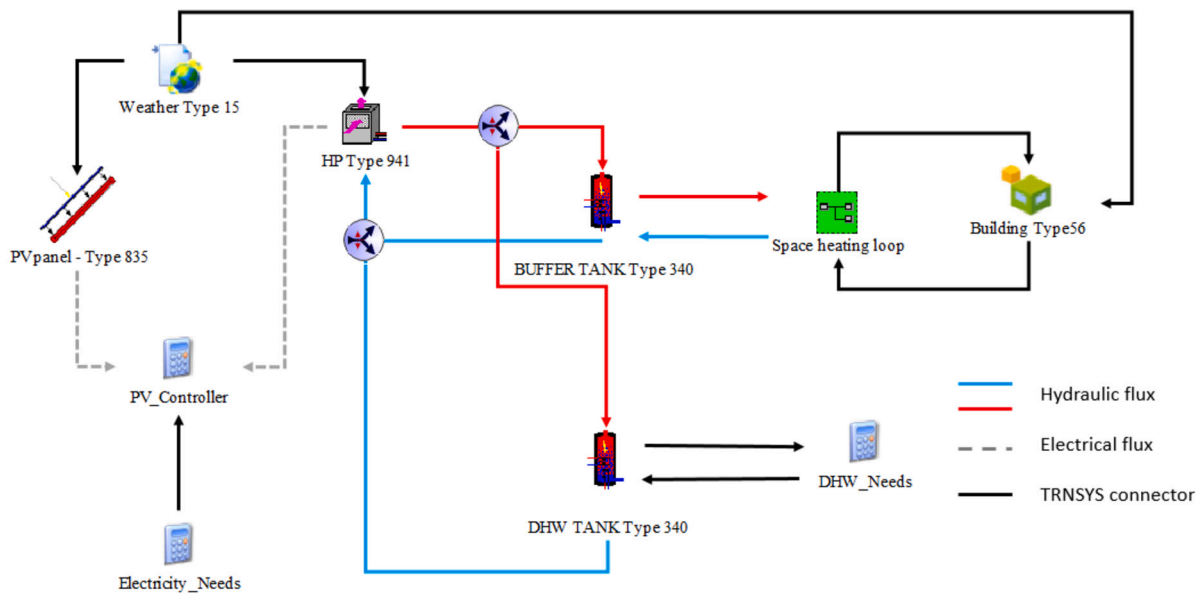 Weather Type 15
HP Type 941
PVpanel - Type 835
BUFFER TANK Type 340
Space heating loop
Building Type56
PV_Controller
Hydraulic flux
Electrical flux
TRNSYS connector
DHW_Needs
DHW TANK Type 340
Electricity_Needs